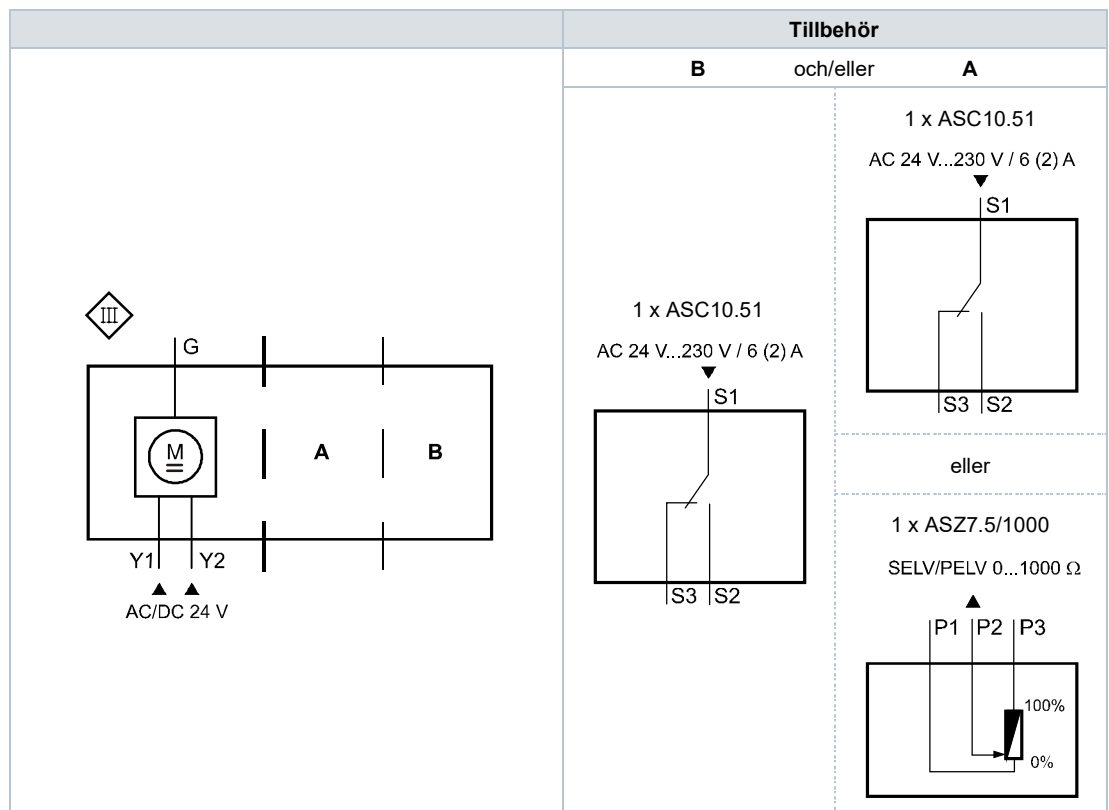 Tillbehör
B och/eller A
III
G
M
A
B
Y1 Y2
AC/DC 24 V
1 x ASC10.51
AC 24 V...230 V / 6 (2) A
S1
S3 S2
1 x ASC10.51
AC 24 V...230 V / 6 (2) A
S1
S3 S2
eller
1 x ASZ7.5/1000
SELV/PELV 0...1000 Ω
P1 P2 P3
100%
0%